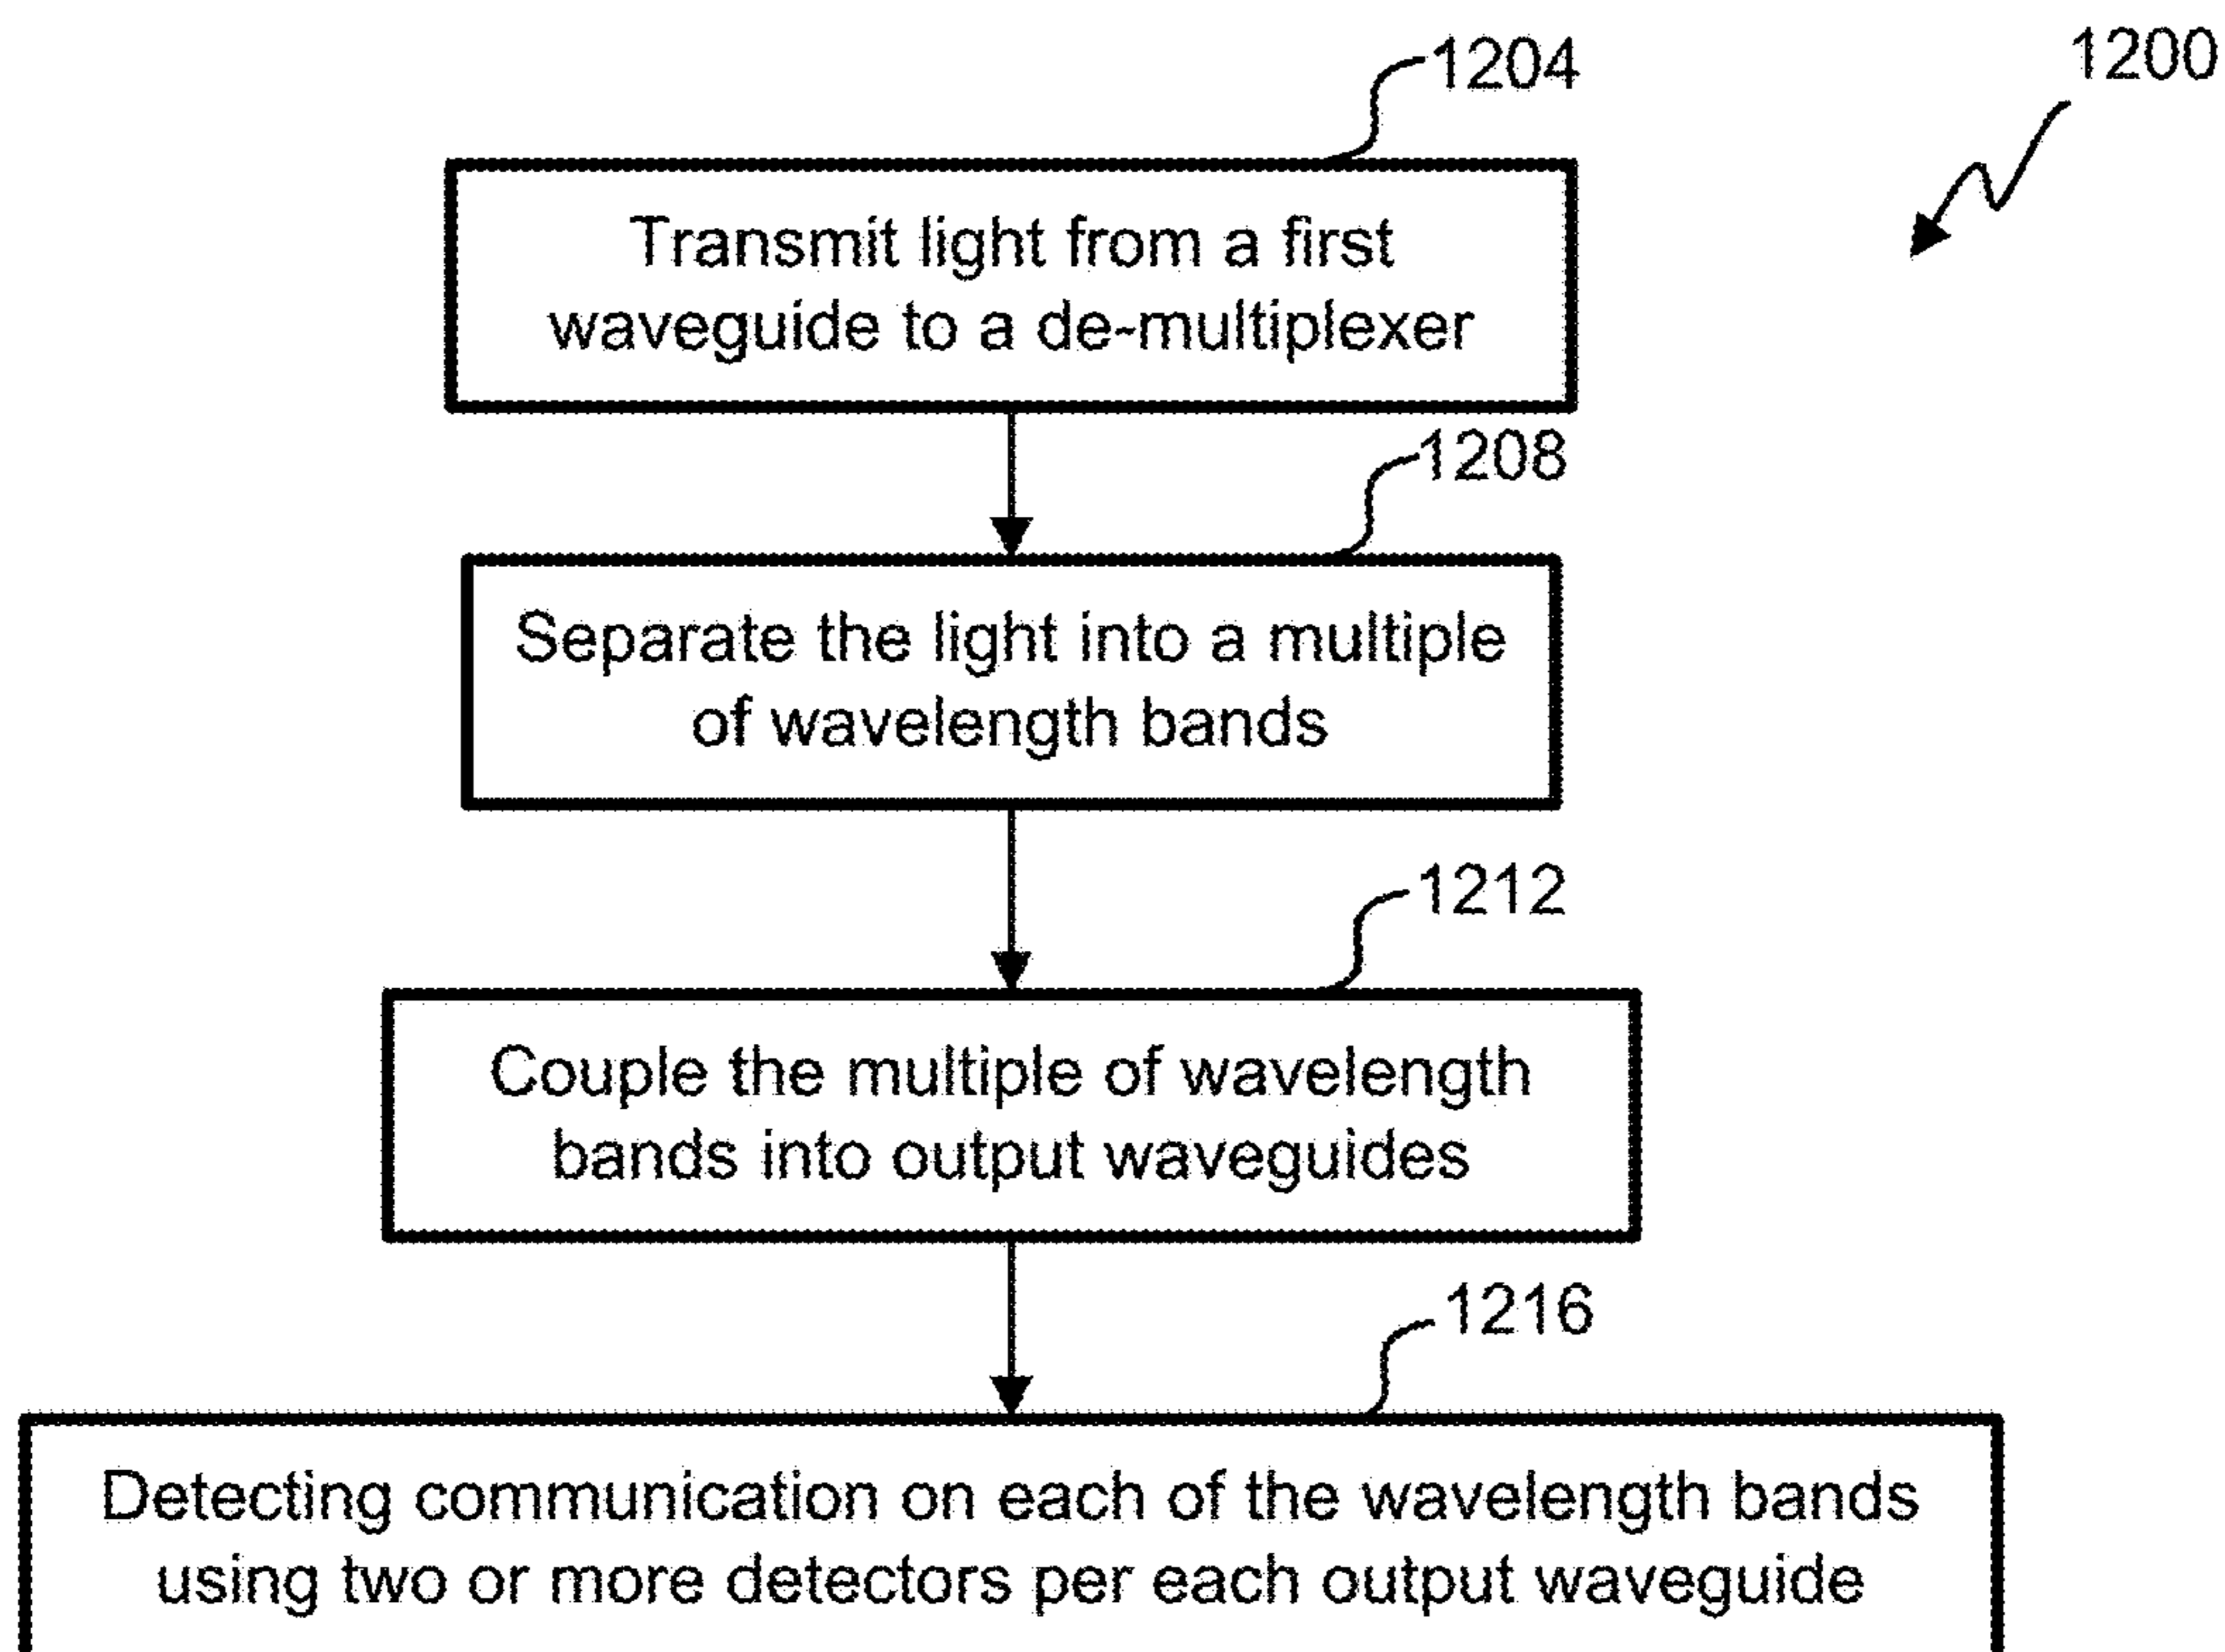 1204
1200
Transmit light from a first
waveguide to a de-multiplexer
1208
Separate the light into a multiple
of wavelength bands
1212
Couple the multiple of wavelength
bands into output waveguides
1216
Detecting communication on each of the wavelength bands
using two or more detectors per each output waveguide